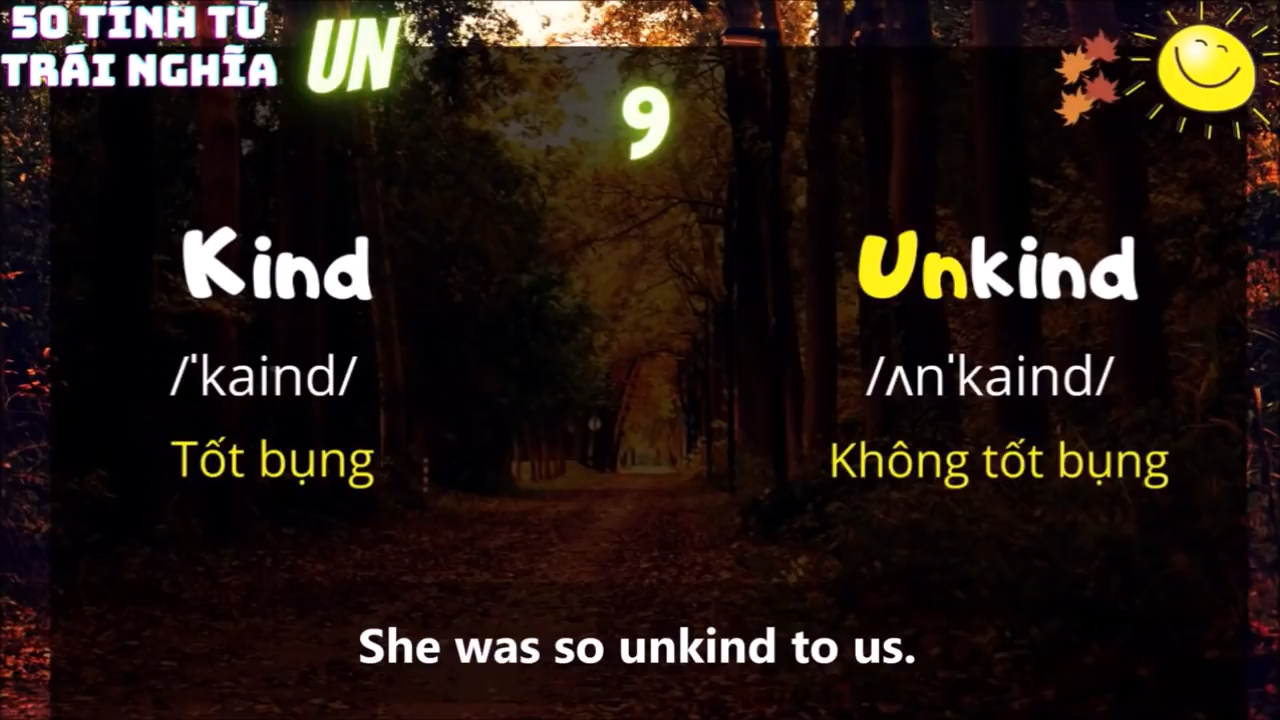 50 TÍNH TỪ
TRÁI NGHĨA
UN
9
Kind
Unkind
/ˈkaind/
/ʌnˈkaind/
Tốt bụng
Không tốt bụng
She was so unkind to us.